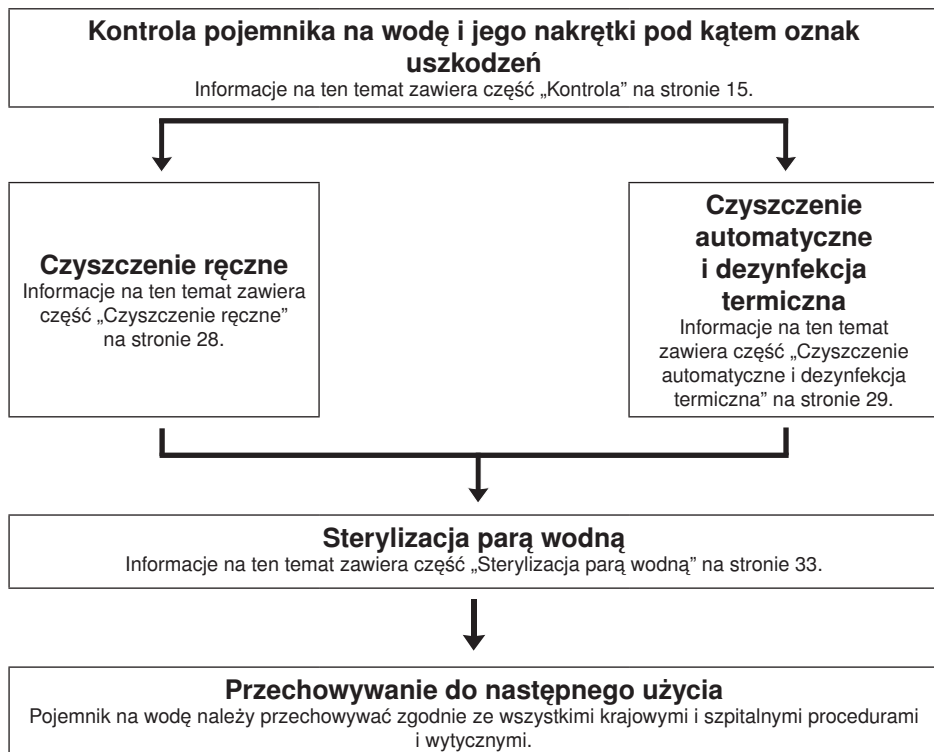 Kontrola pojemnika na wodę i jego nakrętki pod kątem oznak
uszkodzeń
Informacje na ten temat zawiera część „Kontrola” na stronie 15.
Czyszczenie ręczne
Informacje na ten temat zawiera
część „Czyszczenie ręczne”
na stronie 28.
Czyszczenie
automatyczne
i dezynfekcja
termiczna
Informacje na ten temat
zawiera część „Czyszczenie
automatyczne i dezynfekcja
termiczna” na stronie 29.
Sterylizacja parą wodną
Informacje na ten temat zawiera część „Sterylizacja parą wodną” na stronie 33.
Przechowywanie do następnego użycia
Pojemnik na wodę należy przechowywać zgodnie ze wszystkimi krajowymi i szpitalnymi procedurami
i wytycznymi.